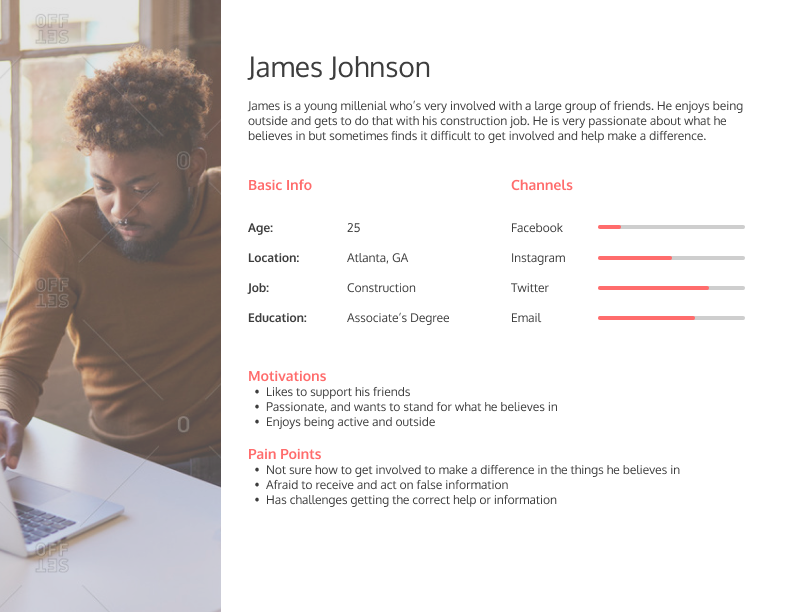 James Johnson
James is a young millenial who's very involved with a large group of friends. He enjoys being
outside and gets to do that with his construction job. He is very passionate about what he
believes in but sometimes finds it difficult to get involved and help make a difference.
Basic Info
Age: 25
Location: Atlanta, GA
Job: Construction
Education: Associate's Degree
Channels
Facebook
Instagram
Twitter
Email
Motivations
• Likes to support his friends
• Passionate, and wants to stand for what he believes in
• Enjoys being active and outside
Pain Points
• Not sure how to get involved to make a difference in the things he believes in
• Afraid to receive and act on false information
• Has challenges getting the correct help or information
OFF
SET
O
OFF
SET
O
OFF
SET